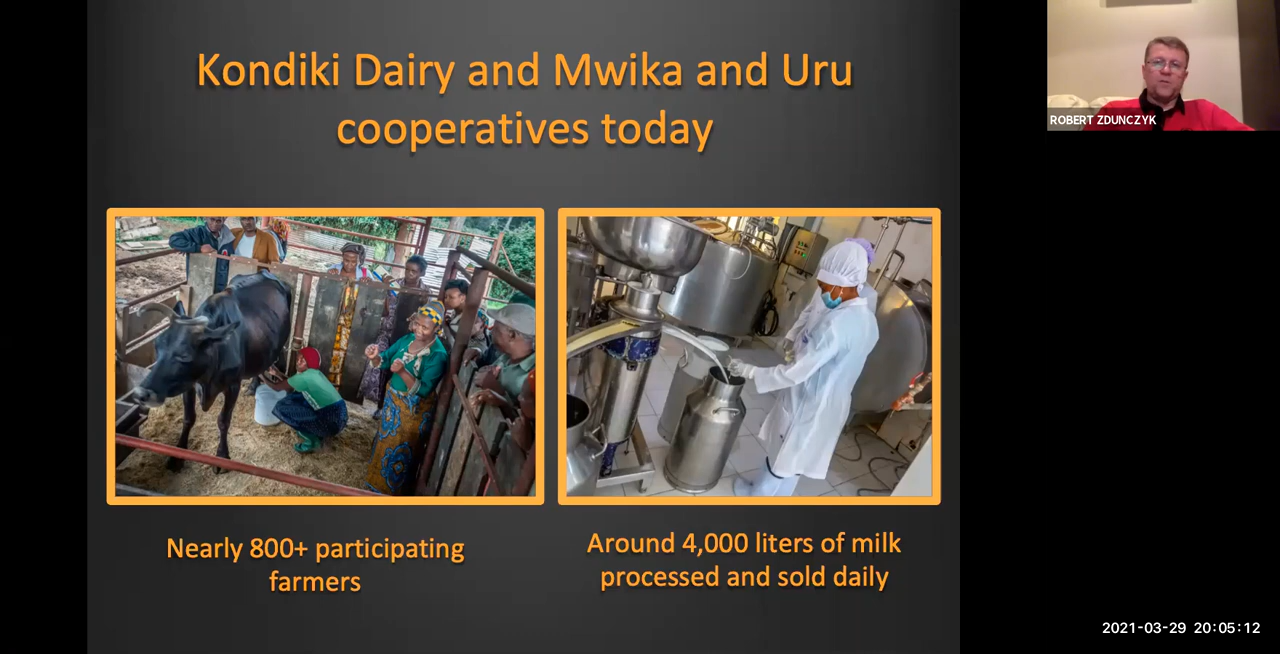 Kondiki Dairy and Mwika and Uru
cooperatives today
ROBERT ZDUNCZYK
Nearly 800+ participating
farmers
Around 4,000 liters of milk
processed and sold daily
2021-03-29 20:05:12